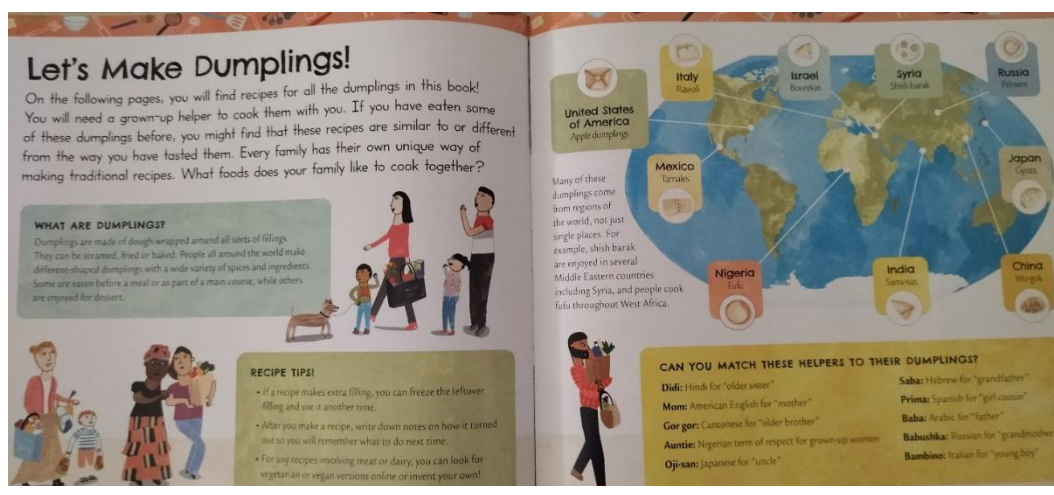 Let's Make Dumplings!
On the following pages, you will find recipes for all the dumplings in this book!
You will need a grown-up helper to cook them with you. If you have eaten some
of these dumplings before, you might find that these recipes are similar to or different
from the way you have tasted them. Every family has their own unique way of
making traditional recipes. What foods does your family like to cook together?
WHAT ARE DUMPLINGS?
Dumplings are made of dough wrapped around all sorts of fillings.
They can be steamed, fried or baked. People all around the world make
different-shaped dumplings with a wide variety of spices and ingredients.
Some are eaten before a meal or as part of a main course, while others
are enjoyed for dessert.
RECIPE TIPS!
• If a recipe makes extra filling, you can freeze the leftover
filling and use it another time.
• After you make a recipe, write down notes on how it turned
out so you will remember what to do next time.
• For any recipes involving meat or dairy, you can look for
vegetarian or vegan versions online or invent your own!
United States
of America
Apple dumplings
Italy
Ravioli
Israel
Bourekas
Syria
Shish barak
Russia
Pelmeni
Mexico
Tamales
Japan
Gyoza
Many of these
dumplings come
from regions of
the world, not just
single places. For
example, shish barak
are enjoyed in several
Middle Eastern countries
including Syria, and people cook
fufu throughout West Africa.
Nigeria
Fufu
India
Samosas
China
Wu gok
CAN YOU MATCH THESE HELPERS TO THEIR DUMPLINGS?
Didi: Hindi for "older sister"
Mom: American English for "mother"
Gor gor: Cantonese for "older brother"
Auntie: Nigerian term of respect for grown-up women
Oji-san: Japanese for "uncle"
Saba: Hebrew for "grandfather"
Prima: Spanish for "girl cousin"
Baba: Arabic for "father"
Babushka: Russian for "grandmother
Bambino: Italian for "young boy"